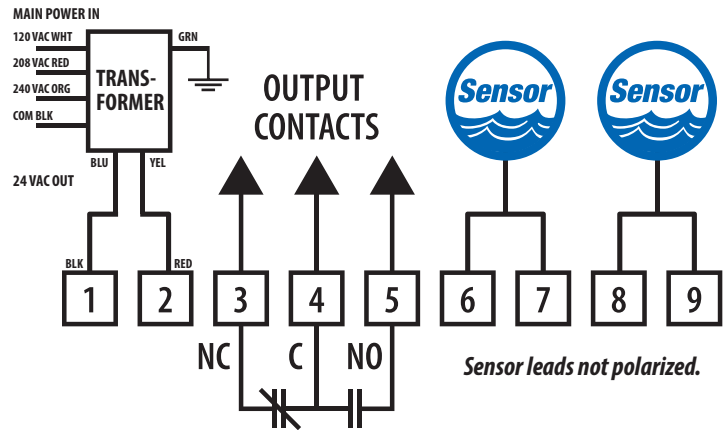 MAIN POWER IN
120 VAC WHT
208 VAC RED
240 VAC ORG
COM BLK
TRANS-
FORMER
GRN
BLU
YEL
24 VAC OUT
OUTPUT
CONTACTS
Sensor
Sensor
BLK
RED
1
2
3
4
5
6
7
8
9
NC
C
NO
Sensor leads not polarized.